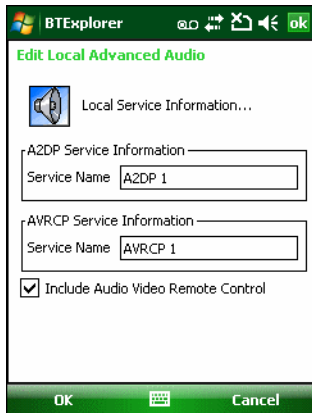 BTExplorer ok
Edit Local Advanced Audio
Local Service Information...
A2DP Service Information
Service Name A2DP 1
AVRCP Service Information
Service Name AVRCP 1
Include Audio Video Remote Control
OK Cancel